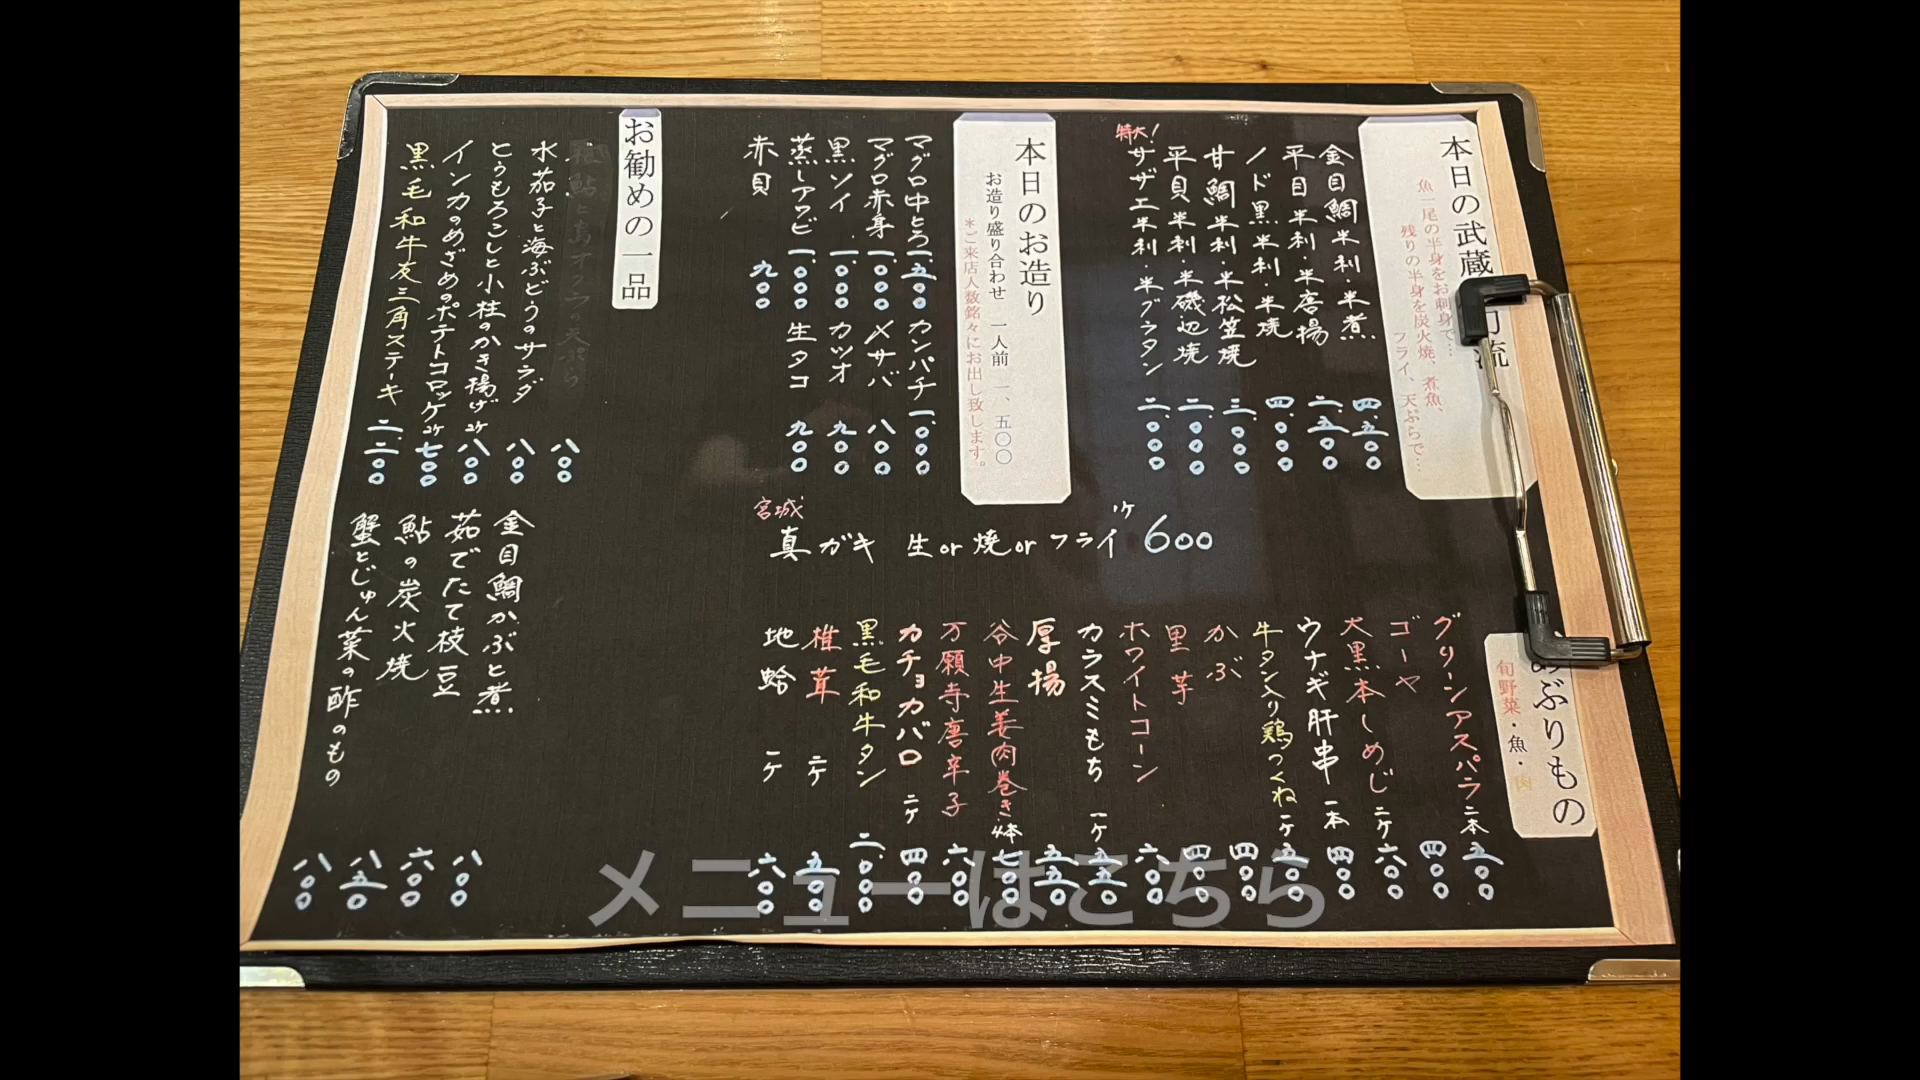 本日の武蔵
魚一尾の半身をお刺身で…
残りの半身を炭火焼、煮魚、
フライ、天ぷらで…
金目鯛半刺・半煮 四.五〇〇
平目半刺・半唐揚 二.五〇〇
ノド黒半刺・半焼 四.〇〇〇
甘鯛半刺・半松笠焼 三.〇〇〇
平貝半刺・半磯辺焼 二.〇〇〇
特大!
サザエ半刺・半グラタン 二.〇〇〇
本日のお造り
お造り盛り合わせ 一人前 一、五〇〇
*ご来店人数銘々にお出し致します。
マグロ中とろ 一.五〇〇 カンパチ 一.〇〇〇
マグロ赤身 一.〇〇〇 〆サバ 八〇〇
黒ソイ 一.〇〇〇 カツオ 九〇〇
蒸しアワビ 一.〇〇〇 生タコ 九〇〇
赤貝 九〇〇
宮城
真ガキ 生or焼orフライ 1ヶ 600
お勧めの一品
八〇〇
水茄子と海ぶどうのサラダ 八〇〇
とうもろこしと小柱のかき揚げ 2ヶ 八〇〇
インカのめざめのポテトコロッケ 2ヶ 七〇〇
黒毛和牛友三角ステーキ 二.二〇〇
金目鯛かぶと煮 八〇〇
茹でたて枝豆 六〇〇
鮎の炭火焼 八五〇
蟹とじゅん菜の酢のもの 八〇〇
ぶりもの
旬野菜・魚・肉
グリーンアスパラ 二本 五〇〇
ゴーヤ 四〇〇
大黒本しめじ 二ヶ 六〇〇
ウナギ肝串 一本 四〇〇
牛タン入り鶏つくね 一ヶ 五〇〇
かぶ 四〇〇
里芋 四〇〇
ホワイトコーン 六〇〇
カラスミもち 一ヶ 五五〇
厚揚 五五〇
谷中生姜肉巻き 七〇〇
万願寺唐辛子 六〇〇
カチョカバロ 二ヶ 四〇〇
黒毛和牛タン 二.〇〇〇
椎茸 二ヶ 五〇〇
地蛤 一ヶ 六〇〇
メニューはこちら